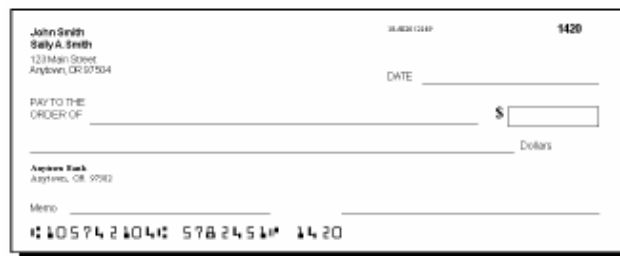 John Smith
1420
Sally A. Smith
123 Main Street
Anytown, OR 97504
DATE
PAY TO THE
ORDER OF
$
Dollars
Anytown Bank
Anytown, OR 97502
Memo
⑆105742104⑆ 5782451⑈ 1420